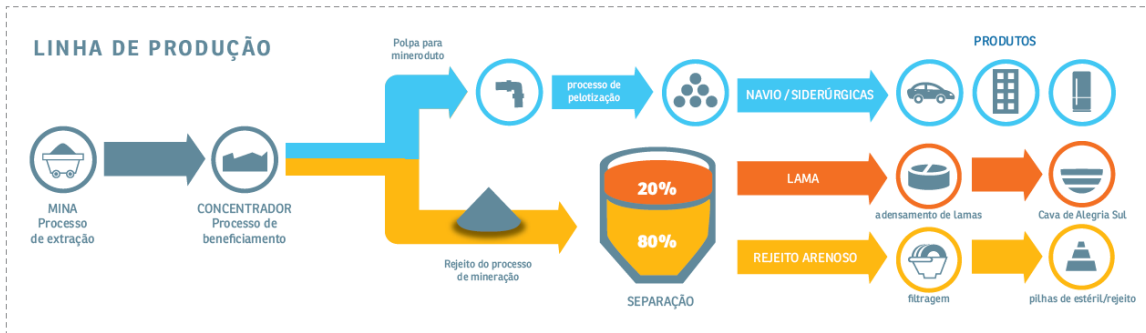 LINHA DE PRODUÇÃO
Polpa para
mineroduto
processo de
pelotização
NAVIO / SIDERÚRGICAS
PRODUTOS
MINA
Processo
de extração
CONCENTRADOR
Processo de
beneficiamento
Rejeito do processo
de mineração
20%
80%
SEPARAÇÃO
LAMA
adensamento de lamas
Cava de Alegria Sul
REJEITO ARENOSO
filtragem
pilhas de estéril/rejeito